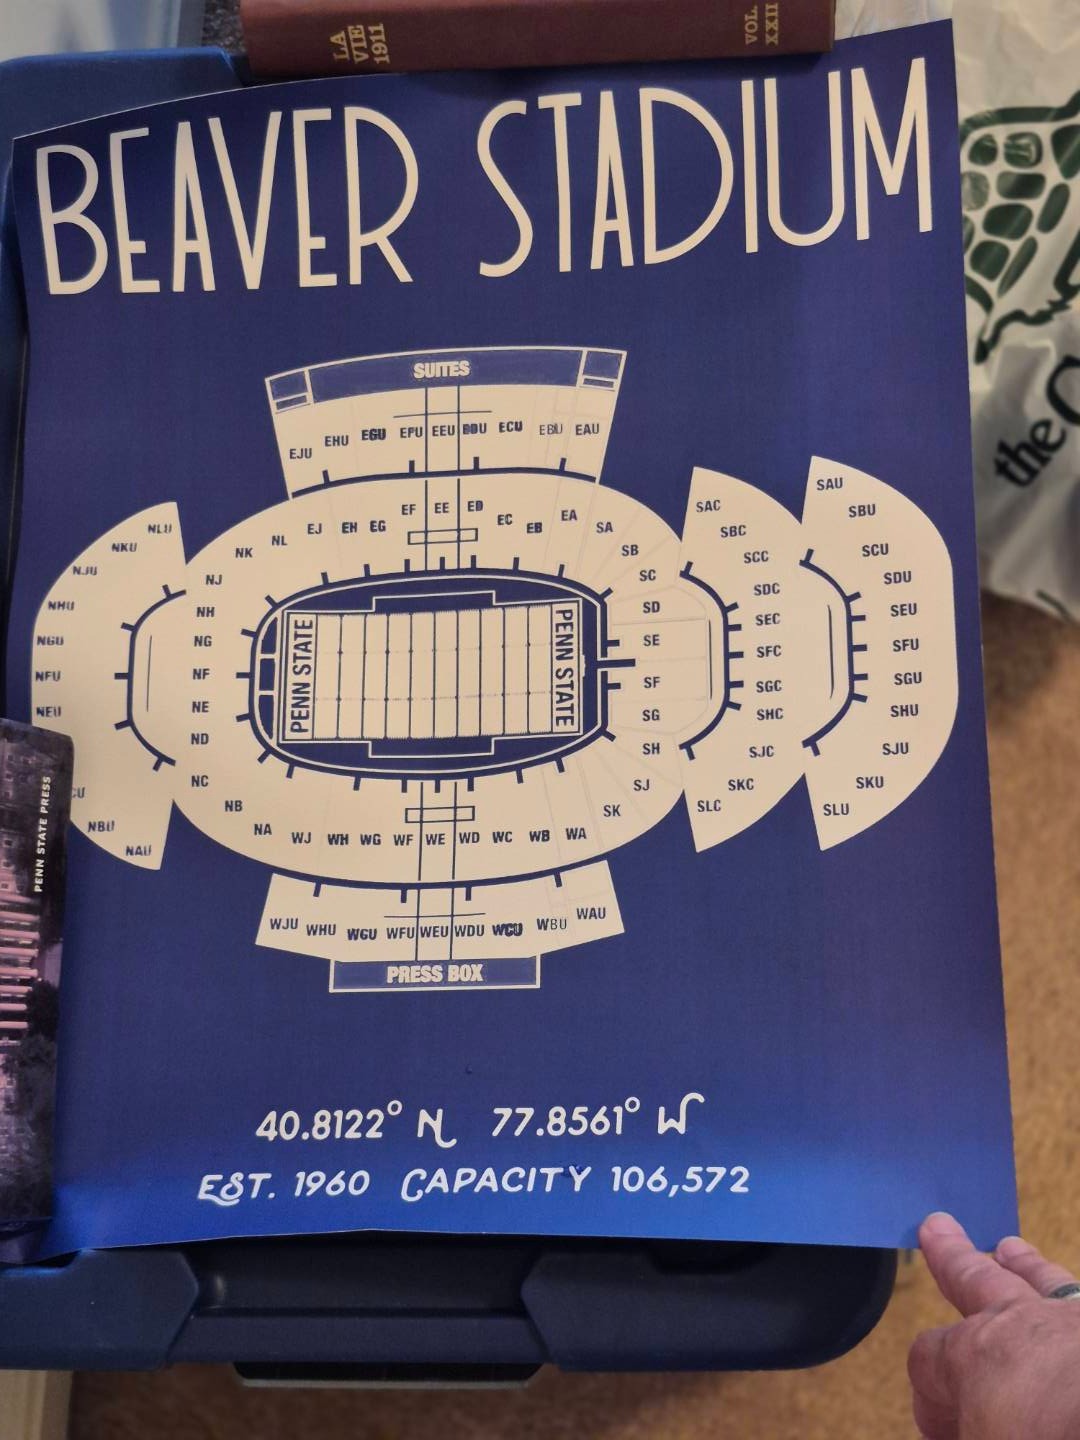 LA VIE 1911
VOL. XXII
BEAVER STADIUM
the
SUITES
EJU EHU EGU EFU EEU EDU ECU EBU EAU
NLU
NKU
NJU
NHU
NGU
NFU
NEU
NBU
NAU
NK NL EJ EH EG EF EE ED EC EB EA SA SB
NJ
NH
NG
NF
NE
ND
NC
NB
NA
SC
SD
SE
SF
SG
SH
SJ
SK
SAC
SBC
SCC
SDC
SEC
SFC
SGC
SHC
SJC
SKC
SLC
SAU
SBU
SCU
SDU
SEU
SFU
SGU
SHU
SJU
SKU
SLU
PENN STATE
PENN STATE
WJ WH WG WF WE WD WC WB WA
WJU WHU WGU WFU WEU WDU WCU WBU WAU
PRESS BOX
PENN STATE PRESS
40.8122° N 77.8561° W
EST. 1960 CAPACITY 106,572